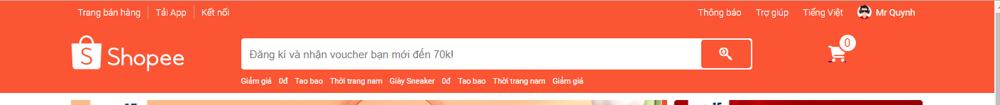 Trang bán hàng Tải App Kết nối Thông báo Trợ giúp Tiếng Việt Mr Quynh
Shopee
Đăng kí và nhận voucher bạn mới đến 70k!
0
Giảm giá 0đ Tao bao Thời trang nam Giày Sneaker 0đ Tao bao Thời trang nam Giảm giá